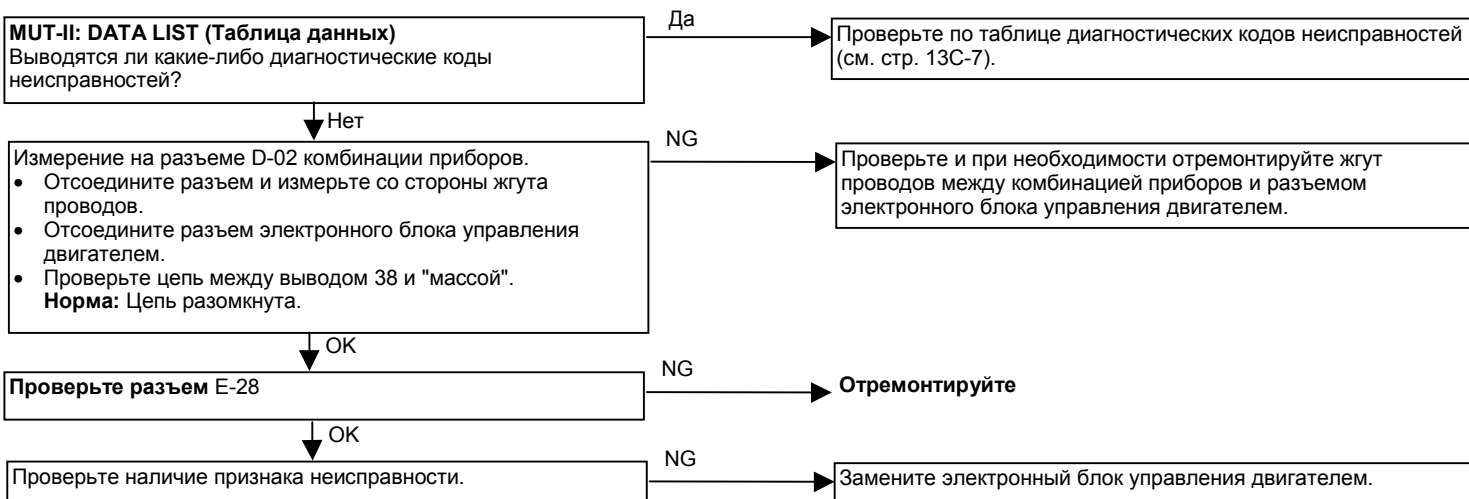 MUT-II: DATA LIST (Таблица данных)
Выводятся ли какие-либо диагностические коды
неисправностей?
Да
Проверьте по таблице диагностических кодов неисправностей
(см. стр. 13C-7).
Нет
Измерение на разъеме D-02 комбинации приборов.
• Отсоедините разъем и измерьте со стороны жгута
проводов.
• Отсоедините разъем электронного блока управления
двигателем.
• Проверьте цепь между выводом 38 и "массой".
Норма: Цепь разомкнута.
NG
Проверьте и при необходимости отремонтируйте жгут
проводов между комбинацией приборов и разъемом
электронного блока управления двигателем.
OK
Проверьте разъем E-28
NG
Отремонтируйте
OK
Проверьте наличие признака неисправности.
NG
Замените электронный блок управления двигателем.